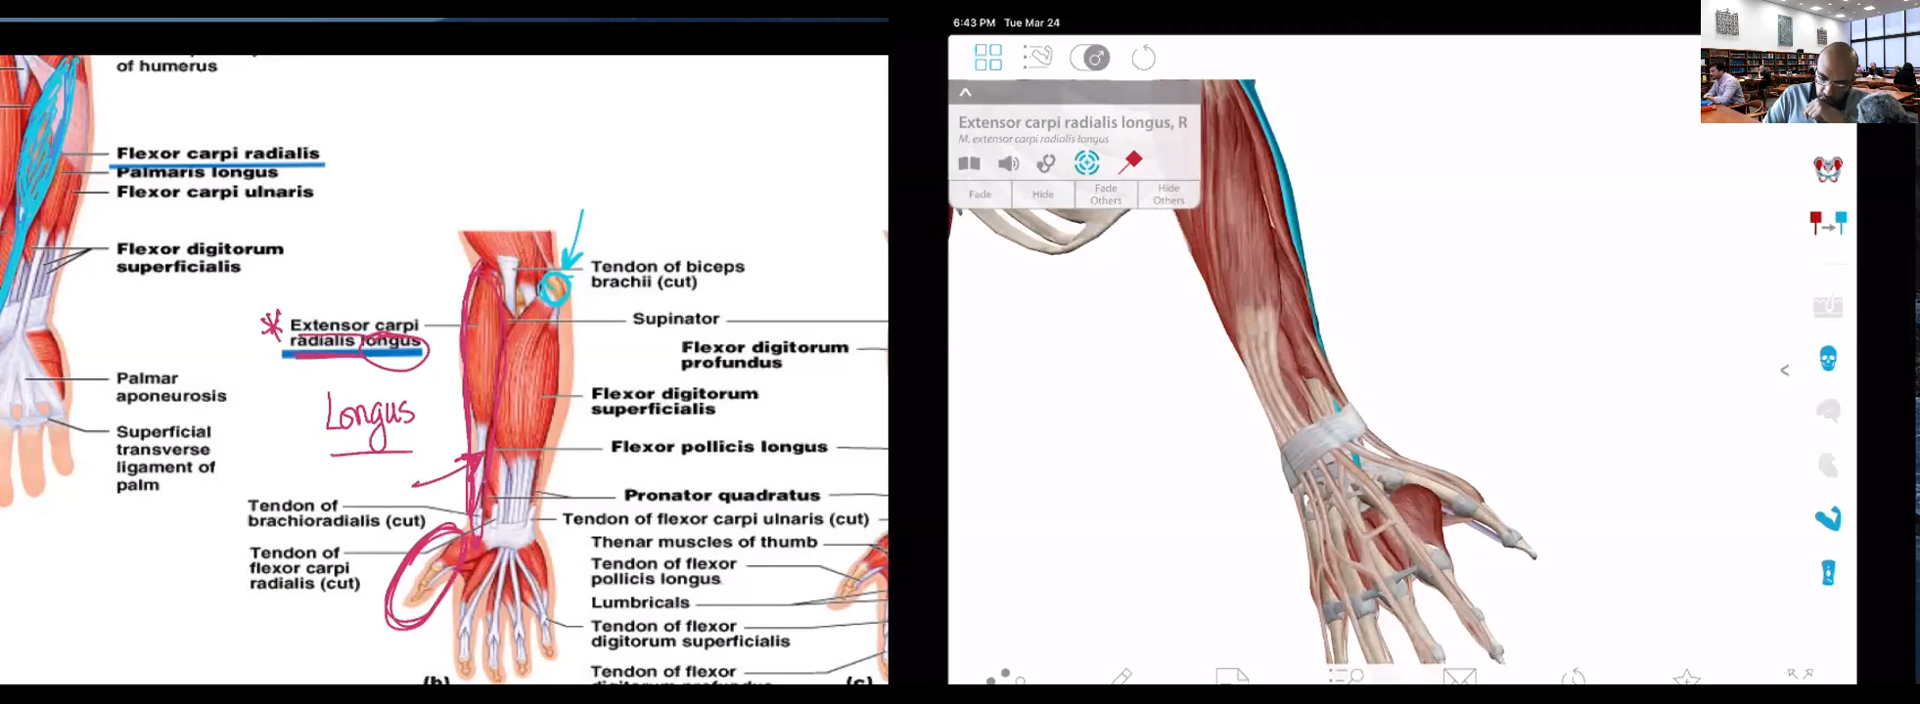 of humerus
Flexor carpi radialis
Palmaris longus
Flexor carpi ulnaris
Flexor digitorum
superficialis
Palmar
aponeurosis
Superficial
transverse
ligament of
palm
Extensor carpi
radialis longus
Longus
Tendon of
brachioradialis (cut)
Tendon of
flexor carpi
radialis (cut)
(b)
Tendon of biceps
brachii (cut)
Supinator
Flexor digitorum
profundus
Flexor digitorum
superficialis
Flexor pollicis longus
Pronator quadratus
Tendon of flexor carpi ulnaris (cut)
Thenar muscles of thumb
Tendon of flexor
pollicis longus
Lumbricals
Tendon of flexor
digitorum superficialis
Tendon of flexor
digitorum profundus
(c)
6:43 PM Tue Mar 24
Extensor carpi radialis longus, R
M. extensor carpi radialis longus
Fade
Hide
Fade
Others
Hide
Others